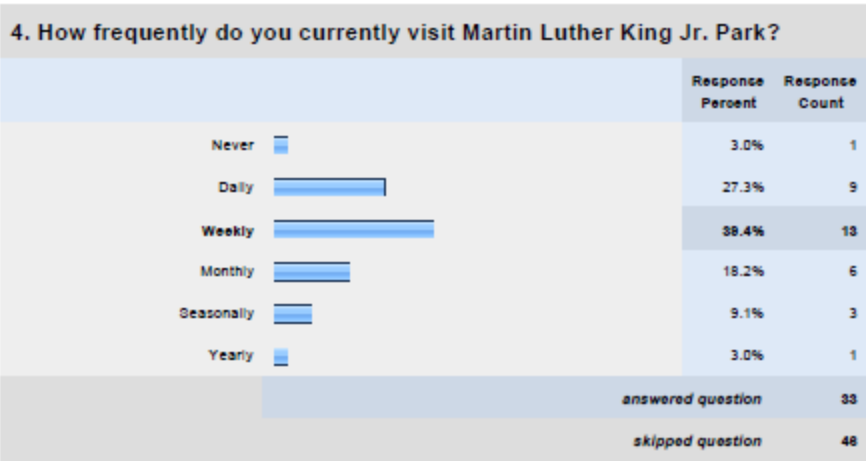 4. How frequently do you currently visit Martin Luther King Jr. Park?
Response Percent Response Count
Never 3.0% 1
Daily 27.3% 9
Weekly 39.4% 13
Monthly 18.2% 6
Seasonally 9.1% 3
Yearly 3.0% 1
answered question 33
skipped question 46